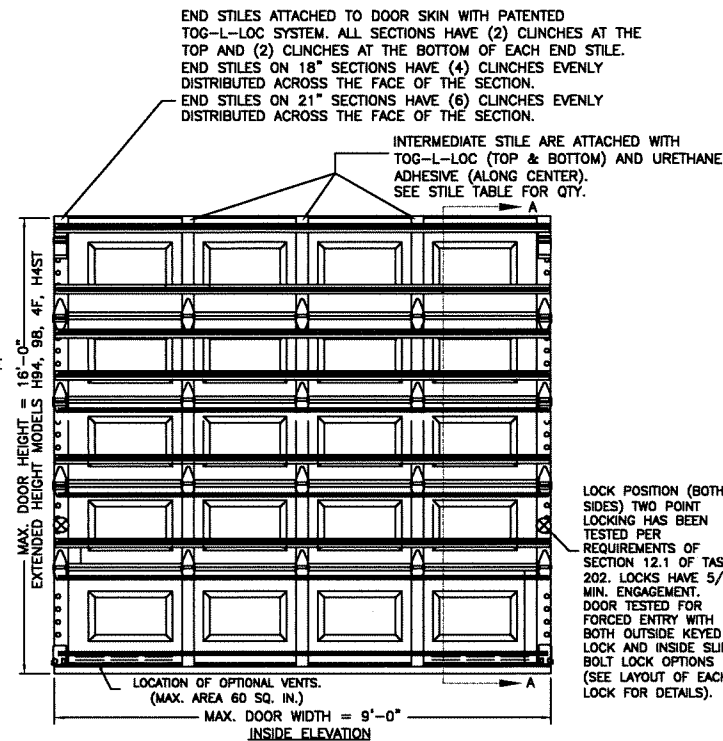 END STILES ATTACHED TO DOOR SKIN WITH PATENTED
TOG-L-LOC SYSTEM. ALL SECTIONS HAVE (2) CLINCHES AT THE
TOP AND (2) CLINCHES AT THE BOTTOM OF EACH END STILE.
END STILES ON 18" SECTIONS HAVE (4) CLINCHES EVENLY
DISTRIBUTED ACROSS THE FACE OF THE SECTION.
END STILES ON 21" SECTIONS HAVE (6) CLINCHES EVENLY
DISTRIBUTED ACROSS THE FACE OF THE SECTION.
INTERMEDIATE STILE ARE ATTACHED WITH
TOG-L-LOC (TOP & BOTTOM) AND URETHANE
ADHESIVE (ALONG CENTER).
SEE STILE TABLE FOR QTY.
A
MAX. DOOR HEIGHT = 16'-0"
EXTENDED HEIGHT MODELS H94, 98, 4F, H4ST
LOCK POSITION (BOTH
SIDES) TWO POINT
LOCKING HAS BEEN
TESTED PER
REQUIREMENTS OF
SECTION 12.1 OF TAS
202. LOCKS HAVE 5/
MIN. ENGAGEMENT.
DOOR TESTED FOR
FORCED ENTRY WITH
BOTH OUTSIDE KEYED
LOCK AND INSIDE
BOLT LOCK OPTIONS
(SEE LAYOUT OF EACH
LOCK FOR DETAILS).
LOCATION OF OPTIONAL VENTS.
(MAX. AREA 60 SQ. IN.)
A
MAX. DOOR WIDTH = 9'-0"
INSIDE ELEVATION